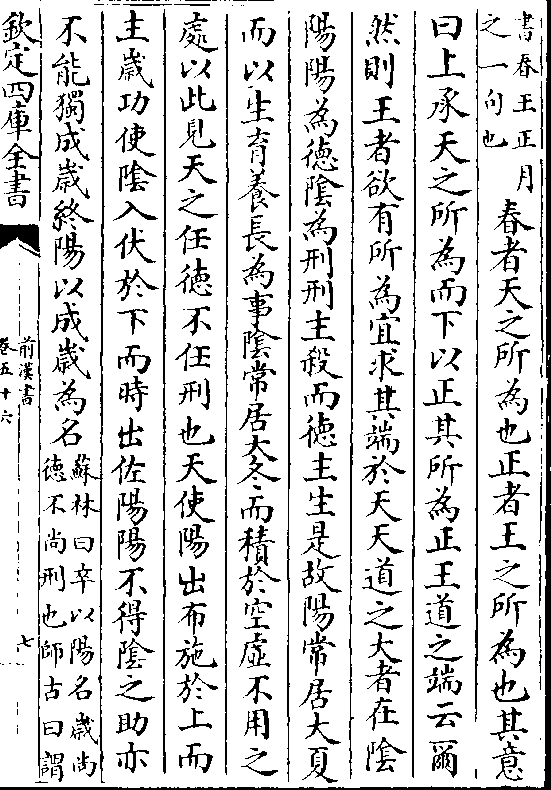 書春王正月
之一句也
春者天之所為也正者王之所為也其意
曰上承天之所為而下以正其所為正王道之端云爾
然則王者欲有所為宜求其端於天天道之大者在陰
陽陽為德陰為刑刑主殺而德主生是故陽常居大夏
而以生育養長為事陰常居大冬而積於空虛不用之
處以此見天之任德不任刑也天使陽出布施於上而
主歲功使陰入伏於下而時出佐陽陽不得陰之助亦
不能獨成歲終陽以成歲為名
蘇林曰卒以陽名歲尚
德不尚刑也師古曰謂
欽定四庫全書
前漢書
卷五十六
七